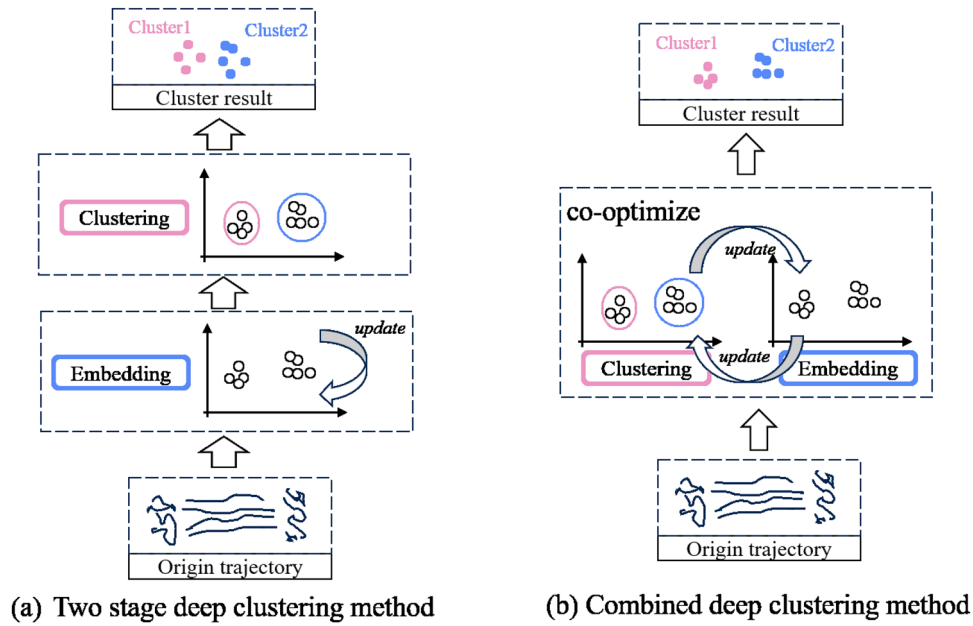 Cluster1
Cluster2
Cluster result
Clustering
Embedding
update
Origin trajectory
(a) Two stage deep clustering method
Cluster1
Cluster2
Cluster result
co-optimize
update
update
Clustering
Embedding
Origin trajectory
(b) Combined deep clustering method